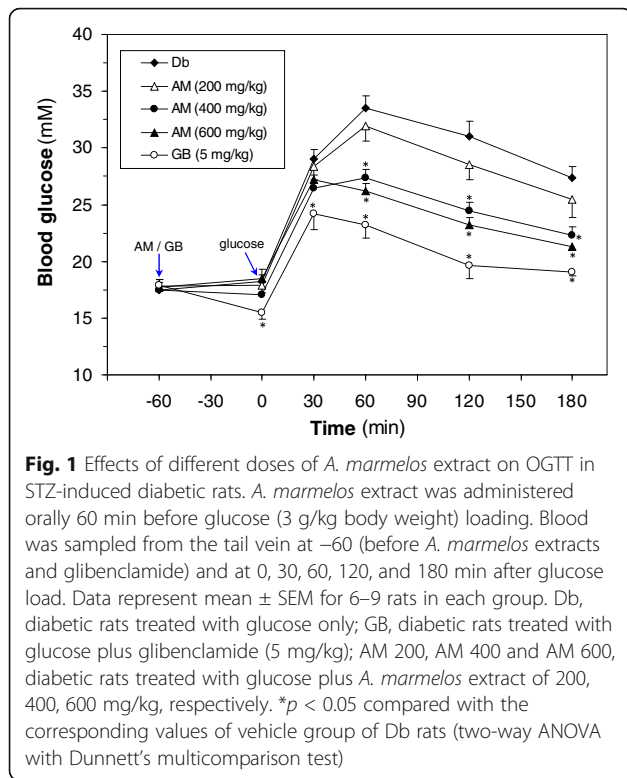 40
35
30
25
20
15
10
Blood glucose (mM)
Db
AM (200 mg/kg)
AM (400 mg/kg)
AM (600 mg/kg)
GB (5 mg/kg)
AM / GB
glucose
*
*
*
*
*
*
*
*
*
*
*
-60
-30
0
30
60
120
180
Time (min)
Fig. 1 Effects of different doses of A. marmelos extract on OGTT in
STZ-induced diabetic rats. A. marmelos extract was administered
orally 60 min before glucose (3 g/kg body weight) loading. Blood
was sampled from the tail vein at −60 (before A. marmelos extracts
and glibenclamide) and at 0, 30, 60, 120, and 180 min after glucose
load. Data represent mean ± SEM for 6–9 rats in each group. Db,
diabetic rats treated with glucose only; GB, diabetic rats treated with
glucose plus glibenclamide (5 mg/kg); AM 200, AM 400 and AM 600,
diabetic rats treated with glucose plus A. marmelos extract of 200,
400, 600 mg/kg, respectively. *p < 0.05 compared with the
corresponding values of vehicle group of Db rats (two-way ANOVA
with Dunnett's multicomparison test)